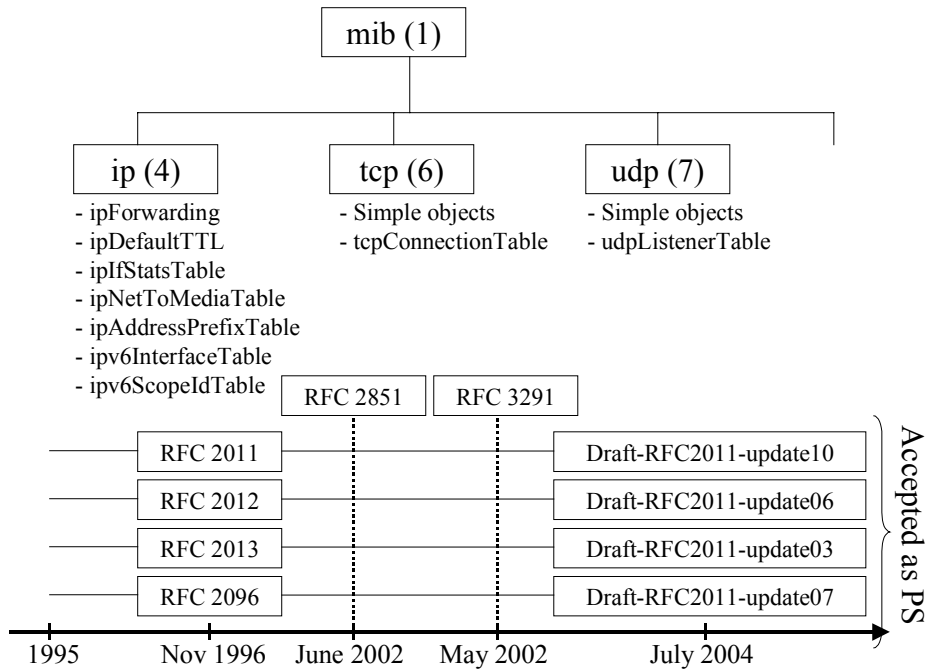 mib (1)
ip (4)
tcp (6)
udp (7)
- ipForwarding
- ipDefaultTTL
- ipIfStatsTable
- ipNetToMediaTable
- ipAddressPrefixTable
- ipv6InterfaceTable
- ipv6ScopeIdTable
- Simple objects
- tcpConnectionTable
- Simple objects
- udpListenerTable
RFC 2851
RFC 3291
RFC 2011
Draft-RFC2011-update10
RFC 2012
Draft-RFC2011-update06
RFC 2013
Draft-RFC2011-update03
RFC 2096
Draft-RFC2011-update07
Accepted as PS
1995
Nov 1996
June 2002
May 2002
July 2004